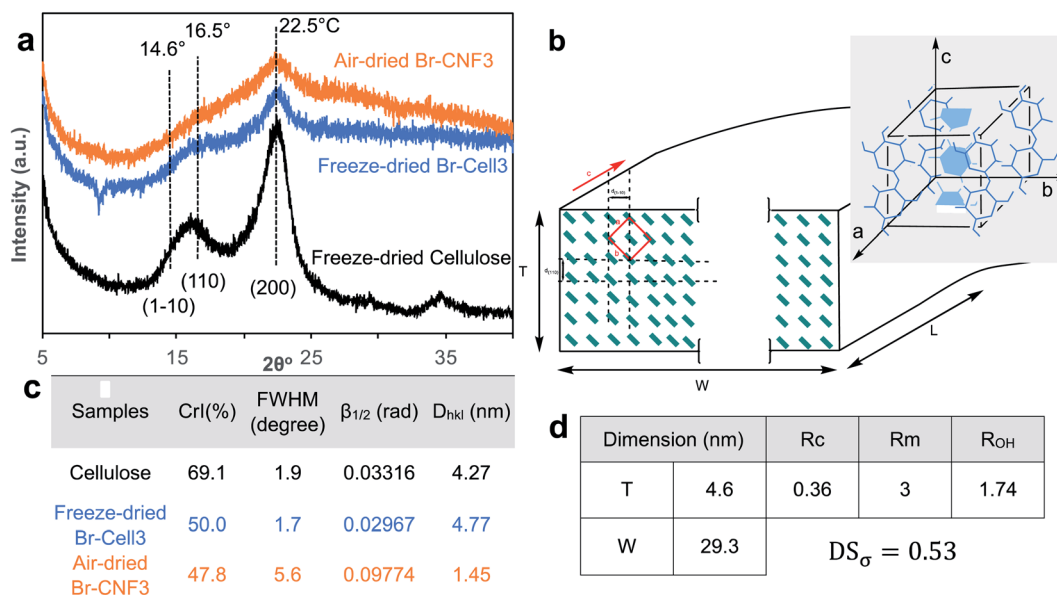 a
14.6°
16.5°
22.5°C
Air-dried Br-CNF3
Freeze-dried Br-Cell3
Freeze-dried Cellulose
(1-10)
(110)
(200)
Intensity (a.u.)
5
15
25
35
2θ°
b
c
b
a
c
d(1-10)
a
b
d(110)
T
W
L
c
Samples CrI(%) FWHM (degree) β1/2 (rad) Dhkl (nm)
Cellulose 69.1 1.9 0.03316 4.27
Freeze-dried Br-Cell3 50.0 1.7 0.02967 4.77
Air-dried Br-CNF3 47.8 5.6 0.09774 1.45
d
Dimension (nm) Rc Rm ROH
T 4.6 0.36 3 1.74
W 29.3
DSσ = 0.53